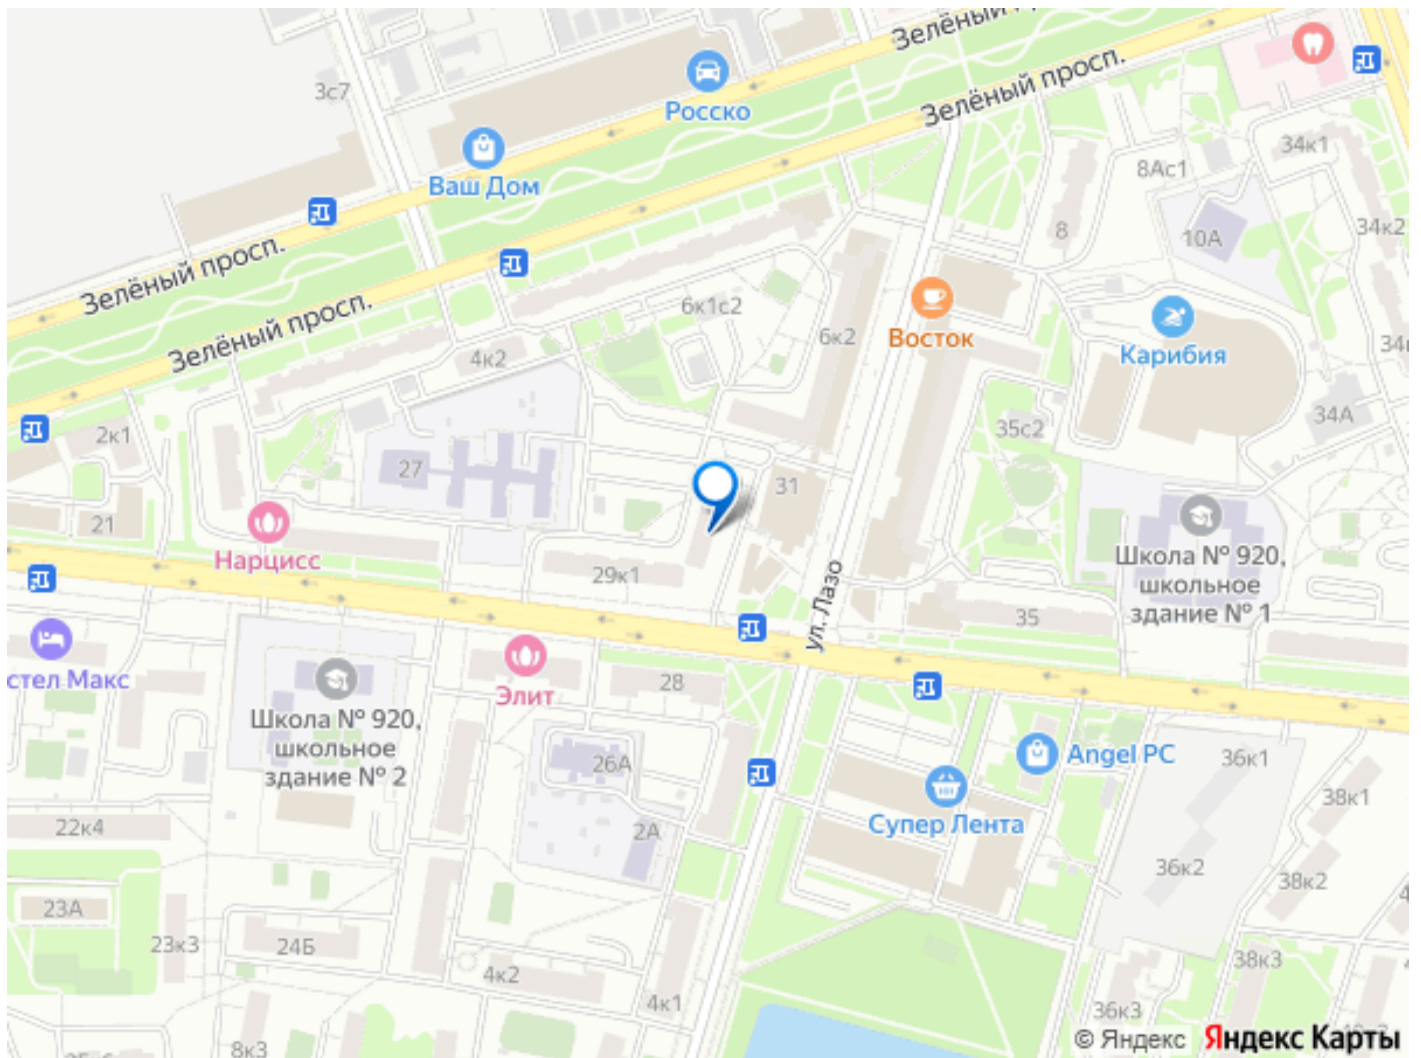 Зелёный
Зелёный просп.
3с7
Росско
Ваш Дом
34к1
8Ас1
34к2
8
10А
Зелёный просп.
Зелёный просп.
6к1с2
6к2
Восток
Карибия
4к2
34А
2к1
35с2
27
31
21
Нарцисс
29к1
ул. Лазо
Школа № 920,
школьное
здание № 1
35
стел Макс
Элит
28
Школа № 920,
школьное
здание № 2
26А
Angel PC
36к1
38к1
Супер Лента
22к4
2А
36к2
38к2
23А
23к3
24Б
4к2
4к1
38к3
36к3
8к3
© Яндекс Яндекс Карты